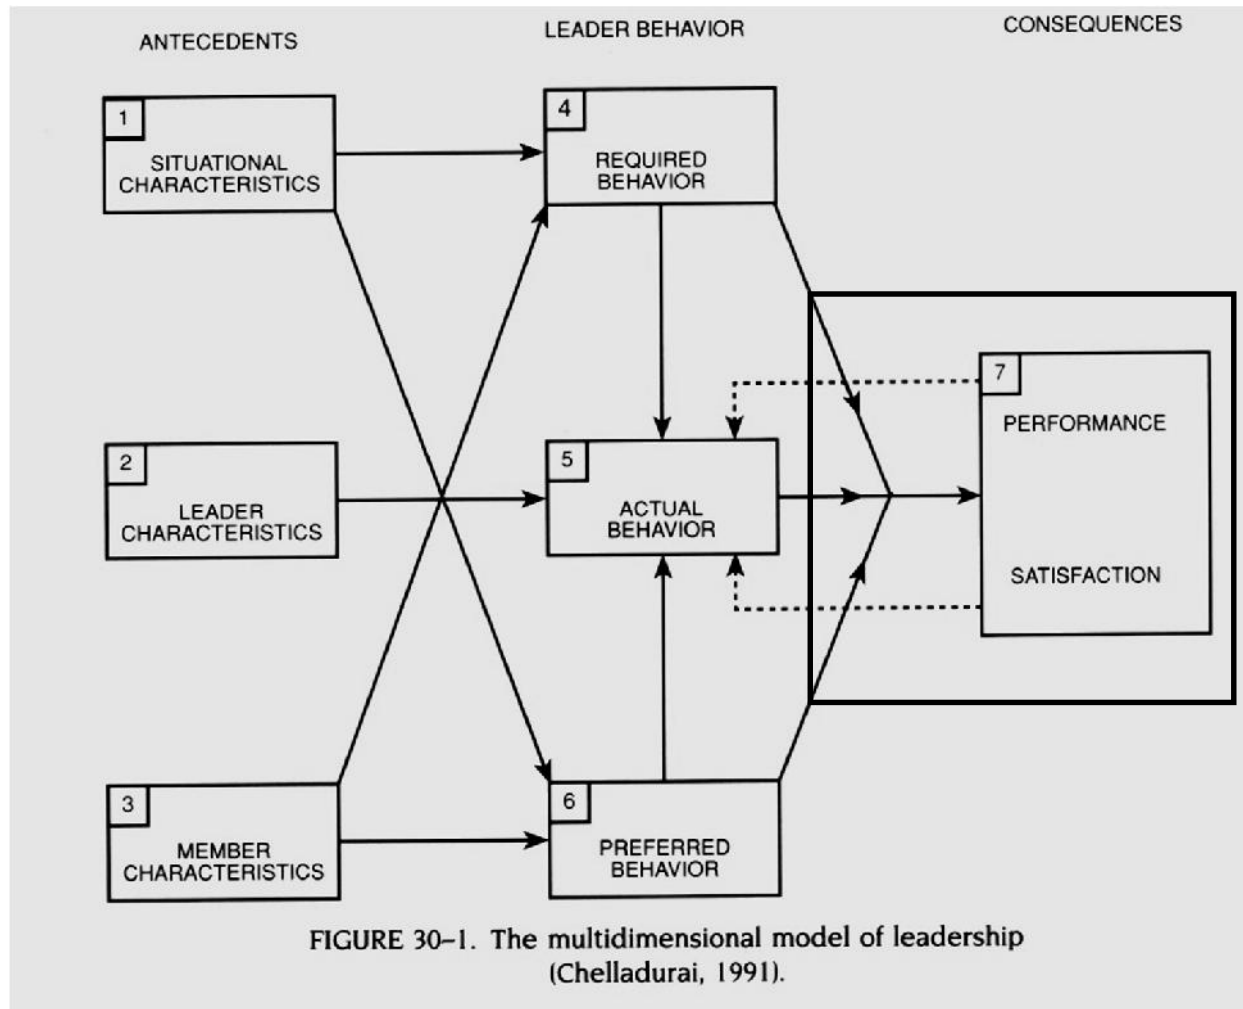 ANTECEDENTS
LEADER BEHAVIOR
CONSEQUENCES
1
SITUATIONAL
CHARACTERISTICS
4
REQUIRED
BEHAVIOR
7
PERFORMANCE
SATISFACTION
2
LEADER
CHARACTERISTICS
5
ACTUAL
BEHAVIOR
3
MEMBER
CHARACTERISTICS
6
PREFERRED
BEHAVIOR
FIGURE 30–1. The multidimensional model of leadership
(Chelladurai, 1991).